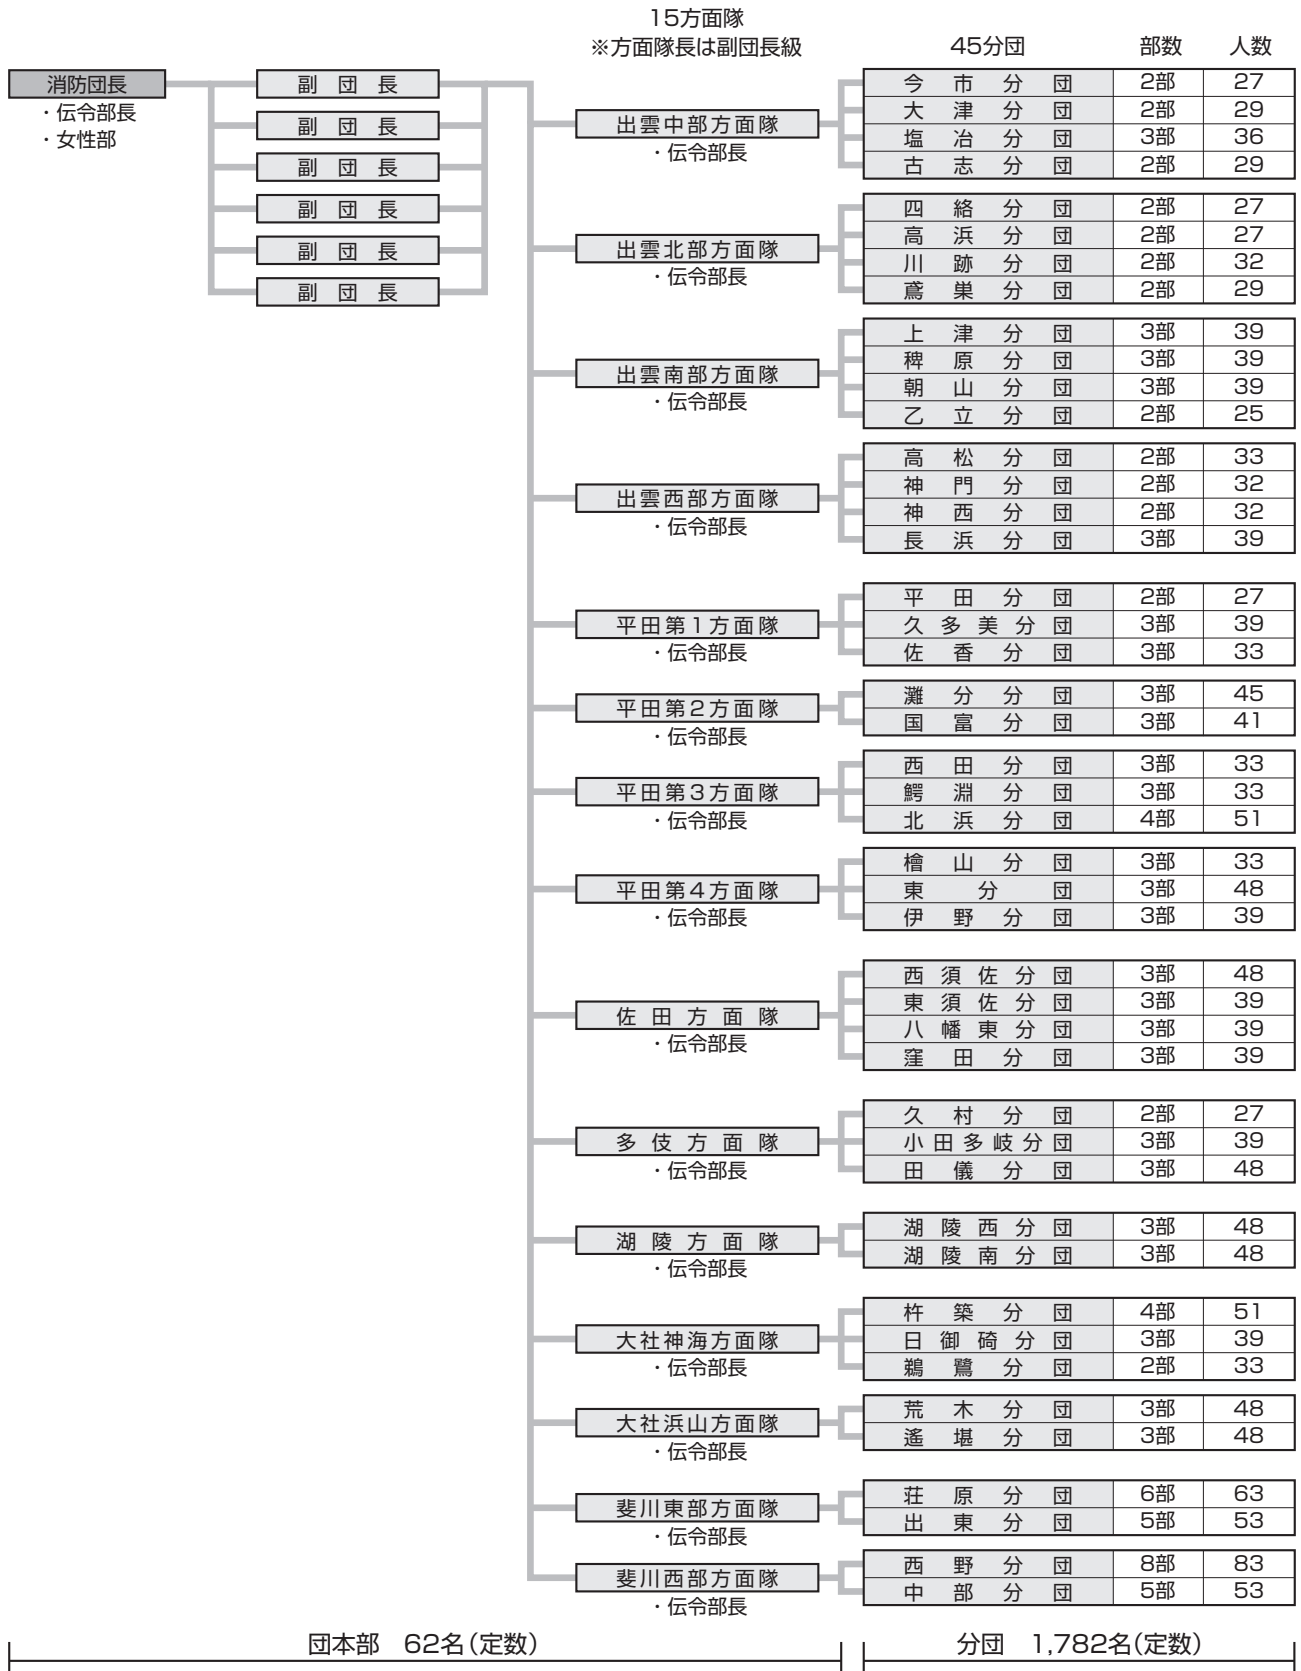 15方面隊
※方面隊長は副団長級 45分団 部数 人数
消防団長
・伝令部長
・女性部
副団長
副団長
副団長
副団長
副団長
副団長
出雲中部方面隊
・伝令部長
今市分団 2部 27
大津分団 2部 29
塩冶分団 3部 36
古志分団 2部 29
出雲北部方面隊
・伝令部長
四絡分団 2部 27
高浜分団 2部 27
川跡分団 2部 32
鳶巣分団 2部 29
出雲南部方面隊
・伝令部長
上津分団 3部 39
稗原分団 3部 39
朝山分団 3部 39
乙立分団 2部 25
出雲西部方面隊
・伝令部長
高松分団 2部 33
神門分団 2部 32
神西分団 2部 32
長浜分団 3部 39
平田第1方面隊
・伝令部長
平田分団 2部 27
久多美分団 3部 39
佐香分団 3部 33
平田第2方面隊
・伝令部長
灘分分団 3部 45
国富分団 3部 41
平田第3方面隊
・伝令部長
西田分団 3部 33
鰐淵分団 3部 33
北浜分団 4部 51
平田第4方面隊
・伝令部長
檜山分団 3部 33
東分団 3部 48
伊野分団 3部 39
佐田方面隊
・伝令部長
西須佐分団 3部 48
東須佐分団 3部 39
八幡東分団 3部 39
窪田分団 3部 39
多伎方面隊
・伝令部長
久村分団 2部 27
小田多岐分団 3部 39
田儀分団 3部 48
湖陵方面隊
・伝令部長
湖陵西分団 3部 48
湖陵南分団 3部 48
大社神海方面隊
・伝令部長
杵築分団 4部 51
日御碕分団 3部 39
鵜鷺分団 2部 33
大社浜山方面隊
・伝令部長
荒木分団 3部 48
遙堪分団 3部 48
斐川東部方面隊
・伝令部長
荘原分団 6部 63
出東分団 5部 53
斐川西部方面隊
・伝令部長
西野分団 8部 83
中部分団 5部 53
団本部 62名(定数) 分団 1,782名(定数)